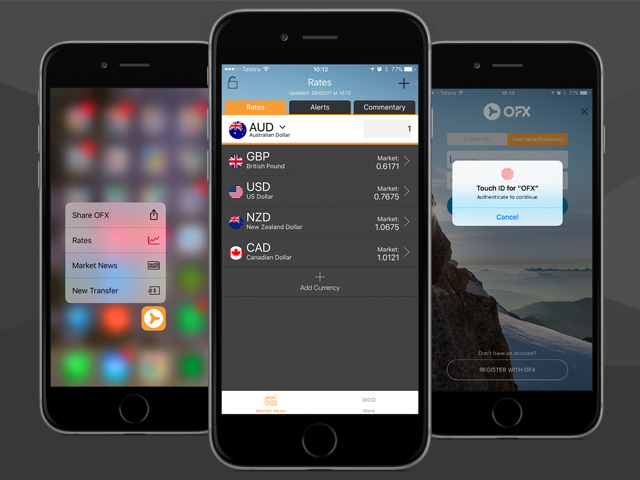 Share OFX
Rates
Market News
New Transfer
Telstra
10:12
77%
Rates
Updated: 28/02/17 at 10:12
Rates
Alerts
Commentary
AUD
Australian Dollar
1
GBP
British Pound
Market:
0.6171
USD
US Dollar
Market:
0.7675
NZD
New Zealand Dollar
Market:
1.0675
CAD
Canadian Dollar
Market:
1.0121
Add Currency
Market News
More
Telstra
10:13
77%
OFX
Username/Password
Touch ID for "OFX"
Authenticate to continue
Cancel
Don't have an account?
REGISTER WITH OFX